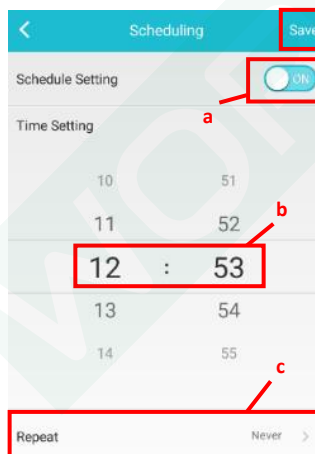 Scheduling Save
Schedule Setting ON
a
Time Setting
10 51
11 52
b
12 : 53
13 54
14 55
c
Repeat Never